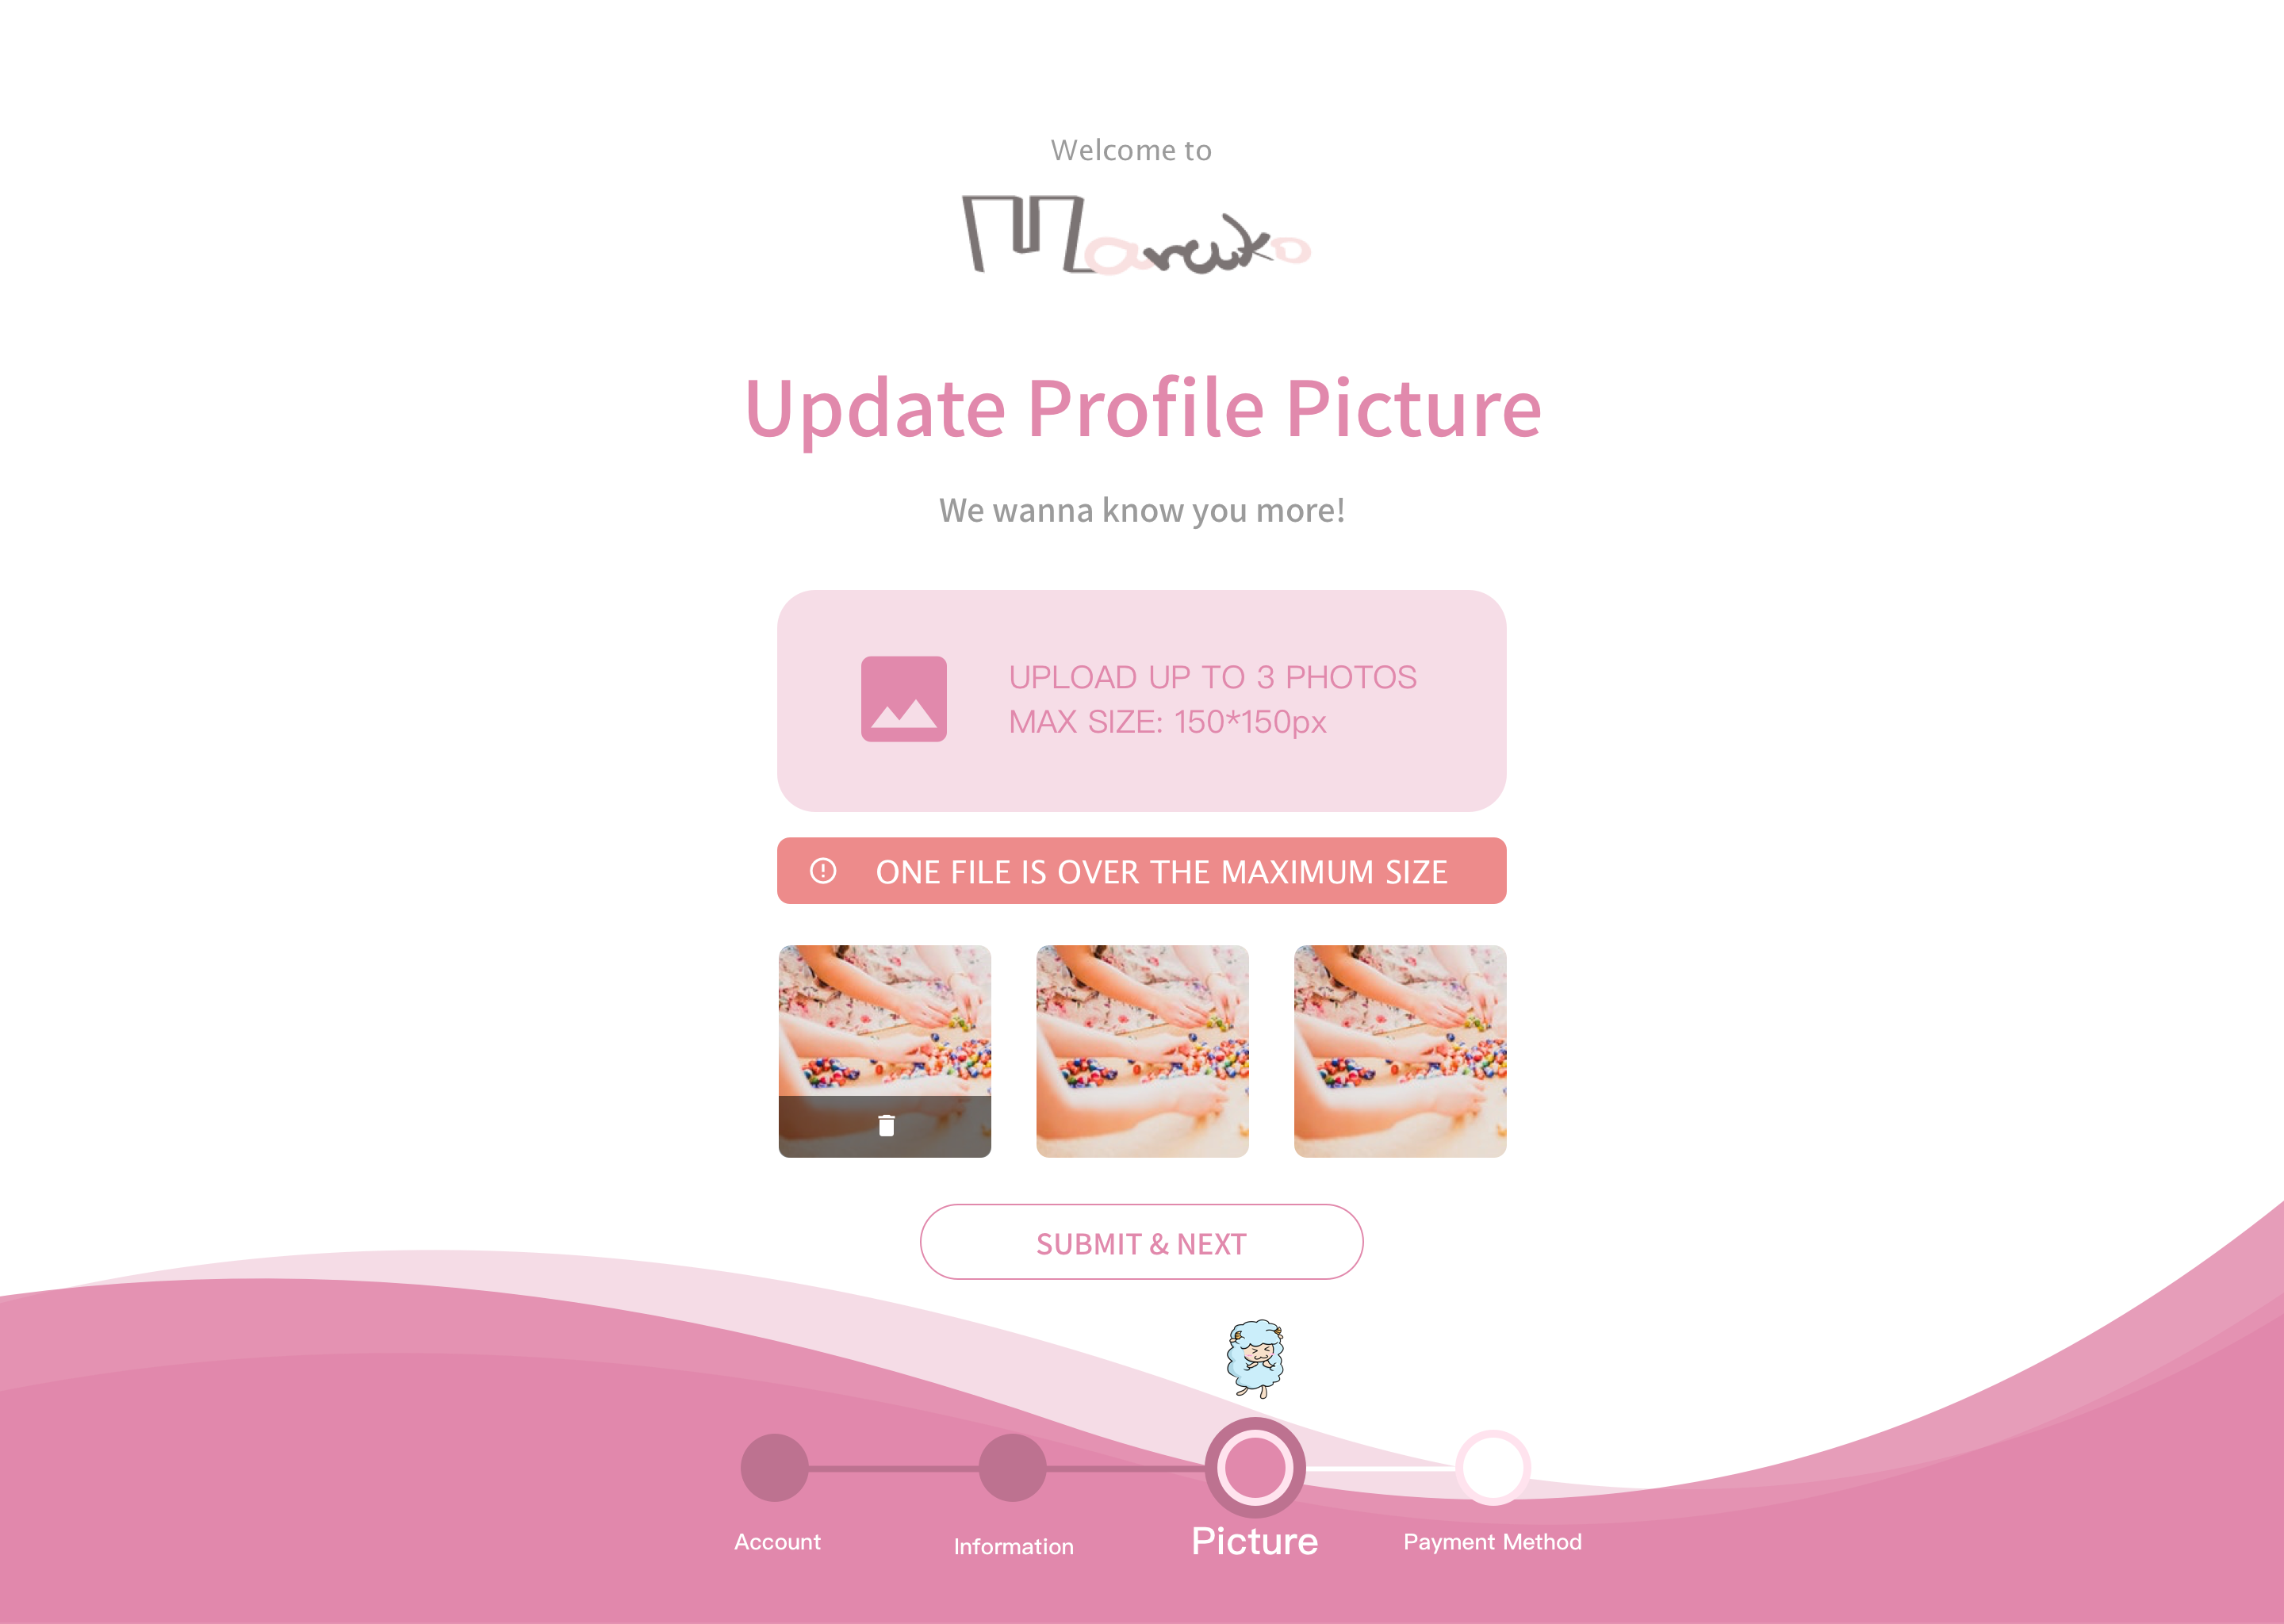 Welcome to
Maruko
Update Profile Picture
We wanna know you more!
UPLOAD UP TO 3 PHOTOS
MAX SIZE: 150*150px
ONE FILE IS OVER THE MAXIMUM SIZE
SUBMIT & NEXT
Account
Information
Picture
Payment Method